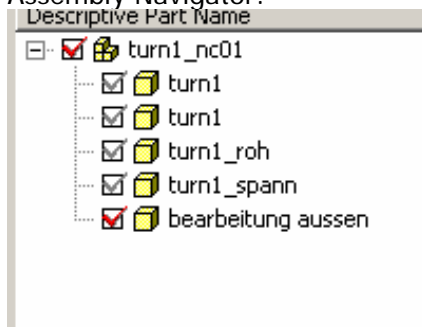 Assembly Navigator:
Descriptive Part Name
turn1_nc01
turn1
turn1
turn1_roh
turn1_spann
bearbeitung aussen